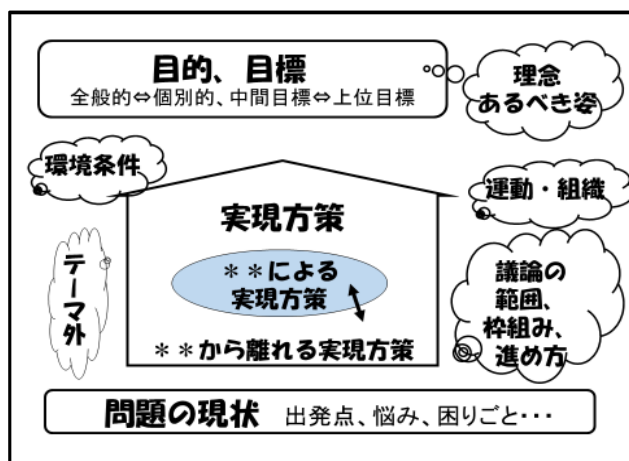 目的、目標
全般的⇔個別的、中間目標⇔上位目標
理念
あるべき姿
環境条件
運動・組織
実現方策
＊＊による
実現方策
＊＊から離れる実現方策
テーマ外
議論の
範囲、
枠組み、
進め方
問題の現状 出発点、悩み、困りごと･･･